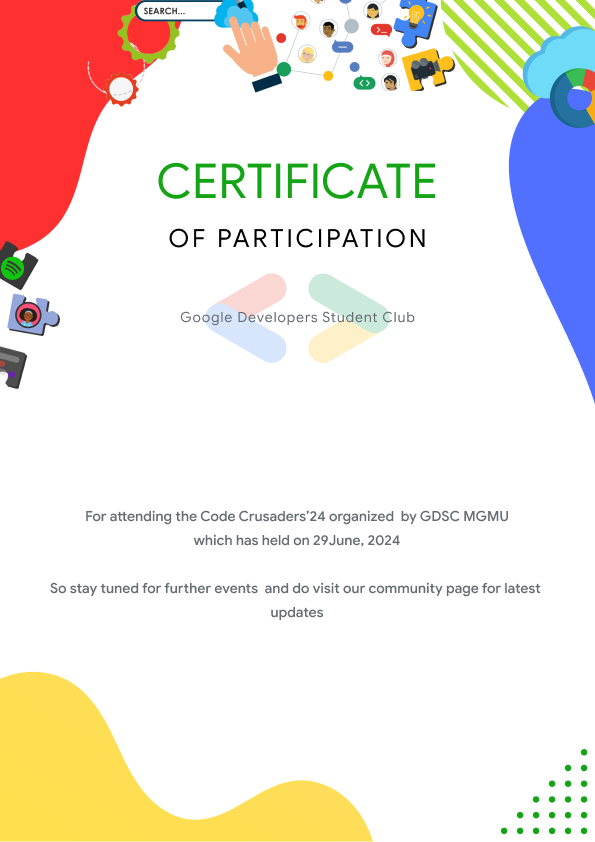 SEARCH...
CERTIFICATE
OF PARTICIPATION
Google Developers Student Club
For attending the Code Crusaders’24 organized  by GDSC MGMU
which has held on 29June, 2024
So stay tuned for further events  and do visit our community page for latest
updates